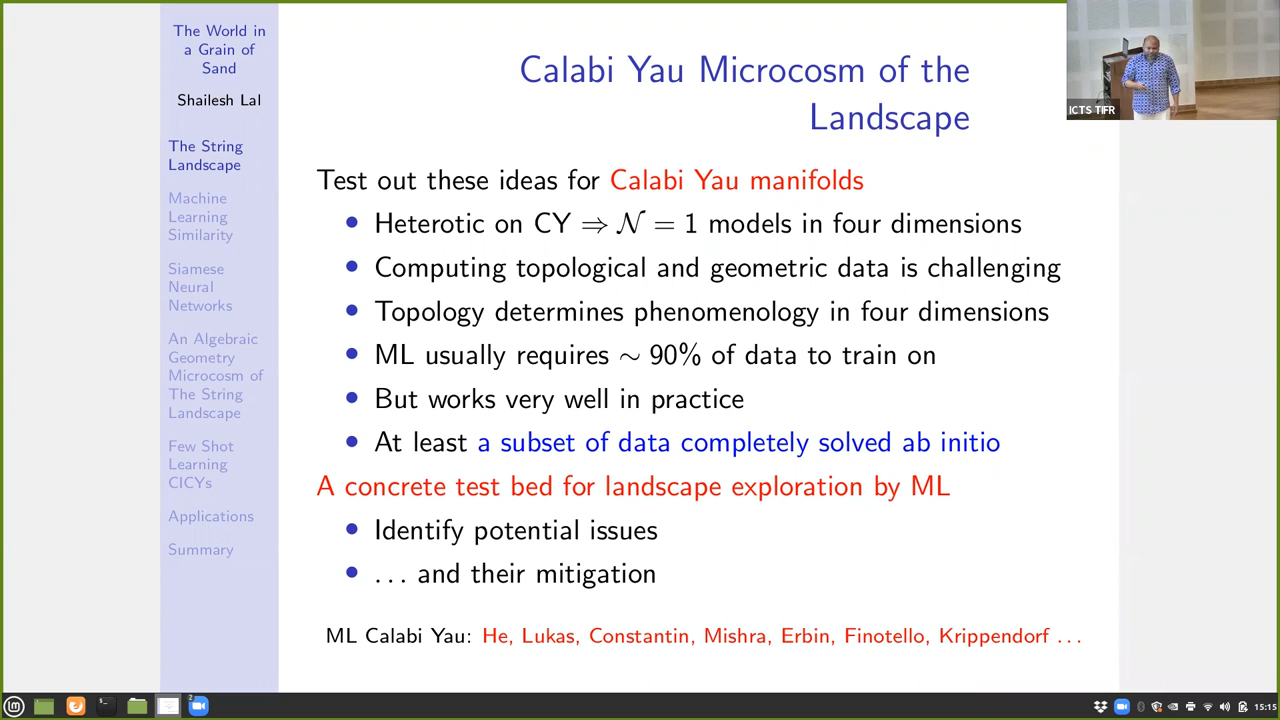 The World in
a Grain of
Sand
Shailesh Lal
The String
Landscape
Machine
Learning
Similarity
Siamese
Neural
Networks
An Algebraic
Geometry
Microcosm of
The String
Landscape
Few Shot
Learning
CICYs
Applications
Summary
Calabi Yau Microcosm of the
Landscape
Test out these ideas for Calabi Yau manifolds
• Heterotic on CY ⇒ 𝒩 = 1 models in four dimensions
• Computing topological and geometric data is challenging
• Topology determines phenomenology in four dimensions
• ML usually requires ∼ 90% of data to train on
• But works very well in practice
• At least a subset of data completely solved ab initio
A concrete test bed for landscape exploration by ML
• Identify potential issues
• ... and their mitigation
ML Calabi Yau: He, Lukas, Constantin, Mishra, Erbin, Finotello, Krippendorf ...
ICTS TIFR
2
15:15